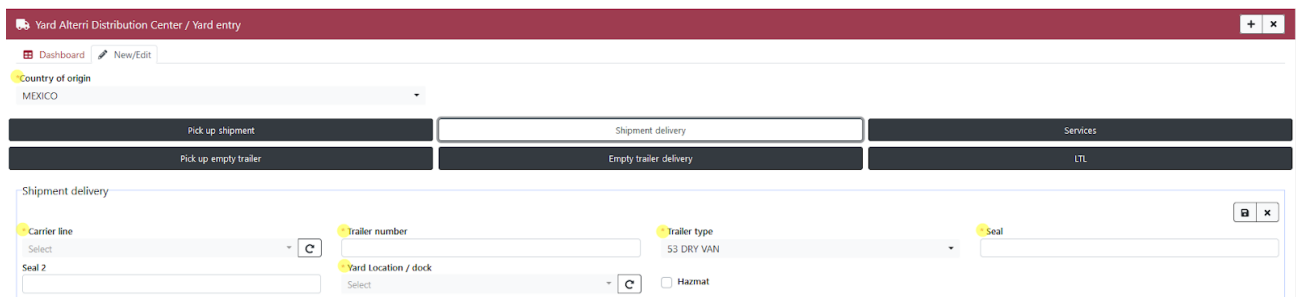 Yard Alterri Distribution Center / Yard entry
Dashboard New/Edit
*Country of origin
MEXICO
Pick up shipment Shipment delivery Services
Pick up empty trailer Empty trailer delivery LTL
Shipment delivery
* Carrier line * Trailer number * Trailer type * Seal
Select 53 DRY VAN
Seal 2 * Yard Location / dock
Select Hazmat